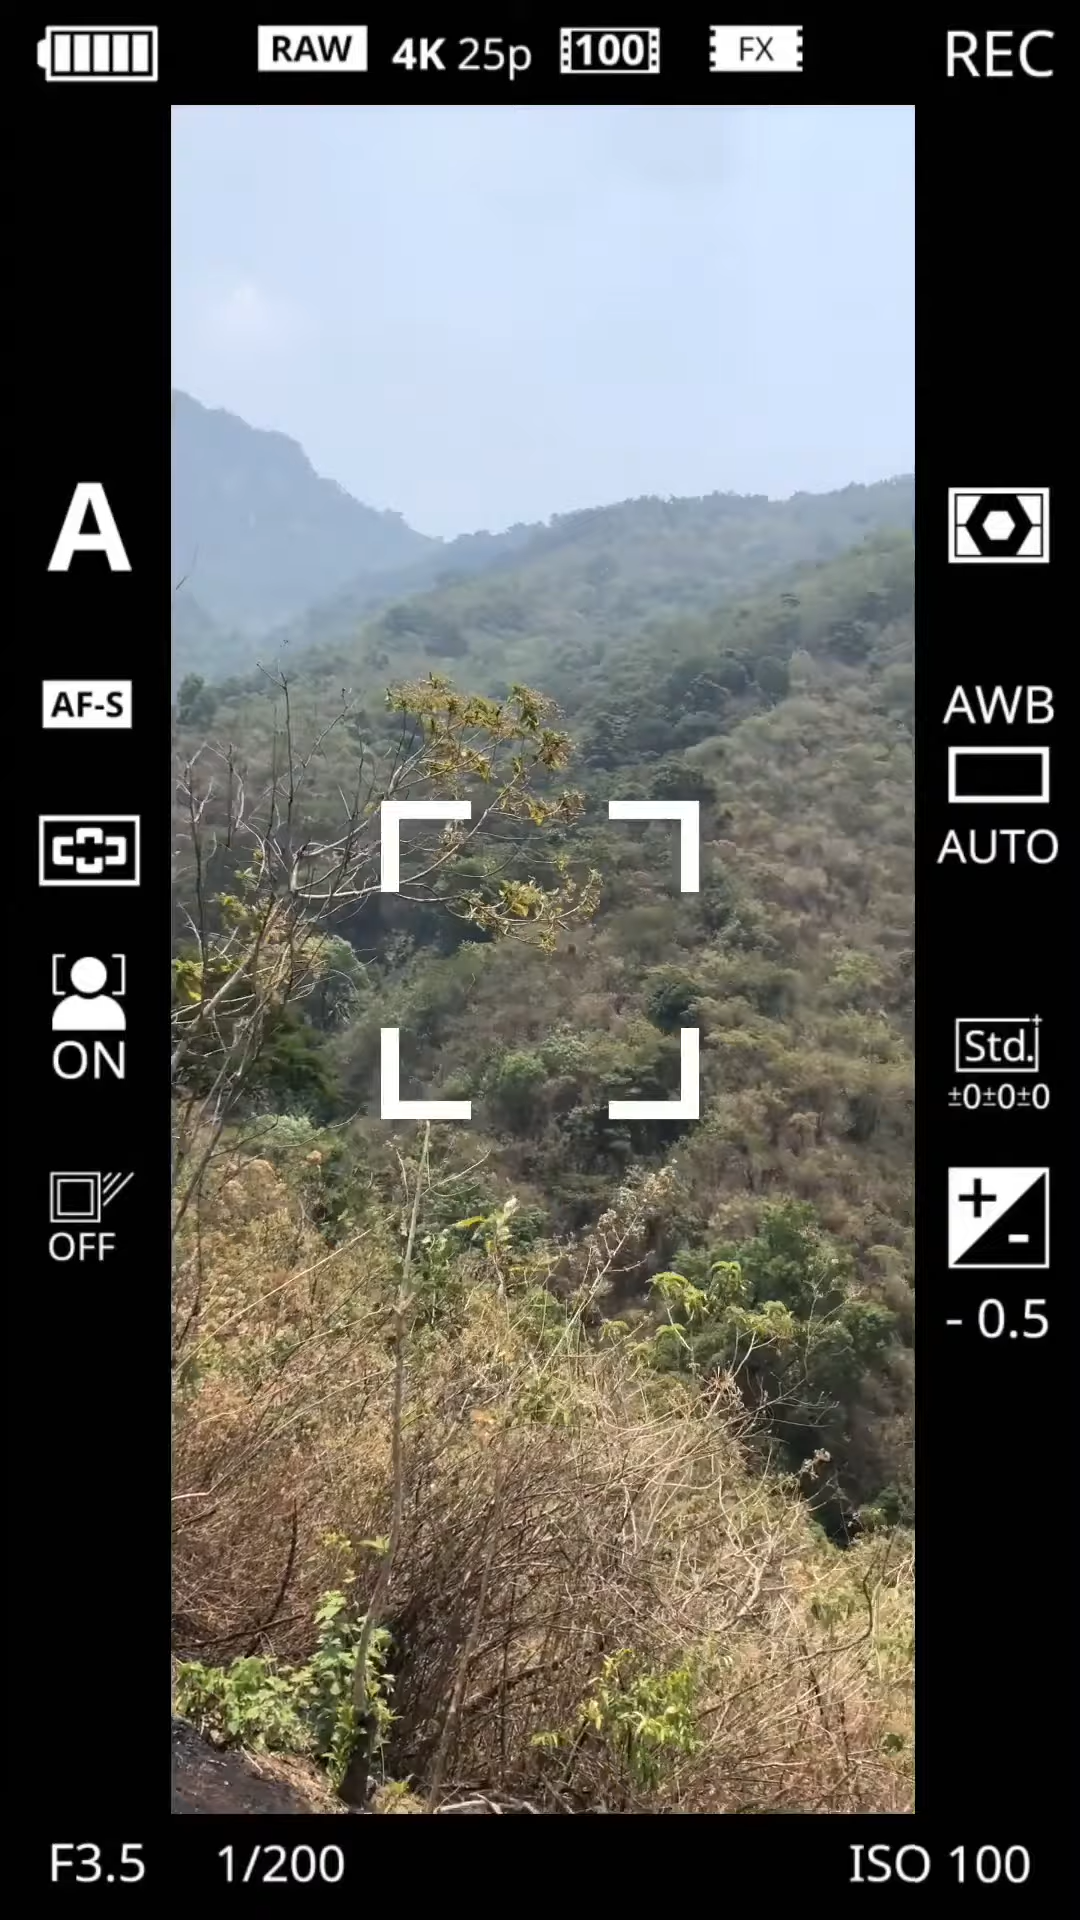 RAW 4K 25p 100 FX REC
A
AF-S
AWB
AUTO
ON
Std.+
±0±0±0
OFF
+ -
- 0.5
F3.5 1/200 ISO 100